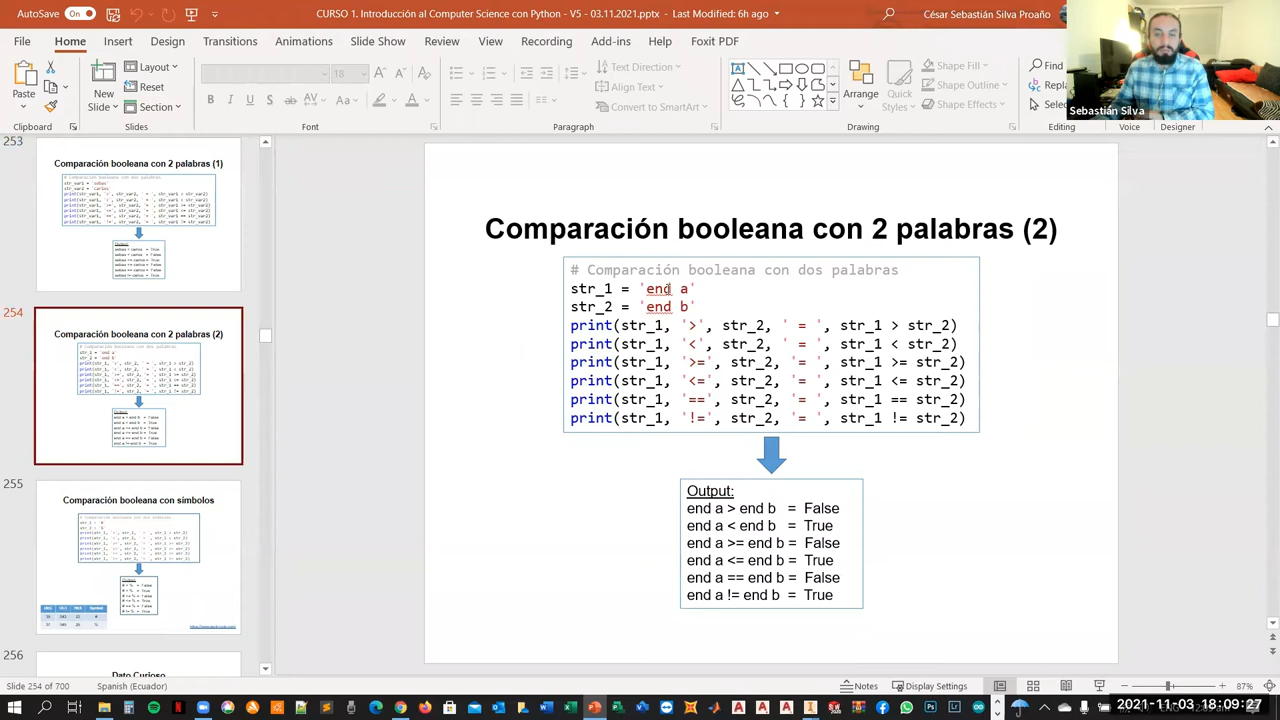 AutoSave On
CURSO 1. Introducción al Computer Science con Python - V5 - 03.11.2021.pptx • Last Modified: 6h ago
César Sebastián Silva Proaño
File Home Insert Draw Design Transitions Animations Slide Show Review View Recording Add-ins Help Foxit PDF
Paste
Clipboard
New
Slide
Layout
Reset
Section
Slides
18
Font
Text Direction
Align Text
Convert to SmartArt
Paragraph
Arrange
Quick
Styles
Shape Fill
Shape Outline
Shape Effects
Drawing
Find
Editing
Voice
Designer
Sebastián Silva
253
Comparación booleana con 2 palabras (1)
254
Comparación booleana con 2 palabras (2)
255
Comparación booleana con símbolos
256
Dato Curioso
Comparación booleana con 2 palabras (2)
# Comparación booleana con dos palabras
str_1 = 'end a'
str_2 = 'end b'
print(str_1, '>', str_2, ' = ', str_1 > str_2)
print(str_1, '<', str_2, ' = ', str_1 < str_2)
print(str_1, '>=', str_2, '= ', str_1 >= str_2)
print(str_1, '<=', str_2, '= ', str_1 <= str_2)
print(str_1, '==', str_2, '= ', str_1 == str_2)
print(str_1, '!=', str_2, '= ', str_1 != str_2)
Output:
end a > end b = False
end a < end b = True
end a >= end b = False
end a <= end b = True
end a == end b = False
end a != end b = True
Slide 254 of 700 Spanish (Ecuador)
Notes Display Settings 87%
2021-11-03 18:09:27